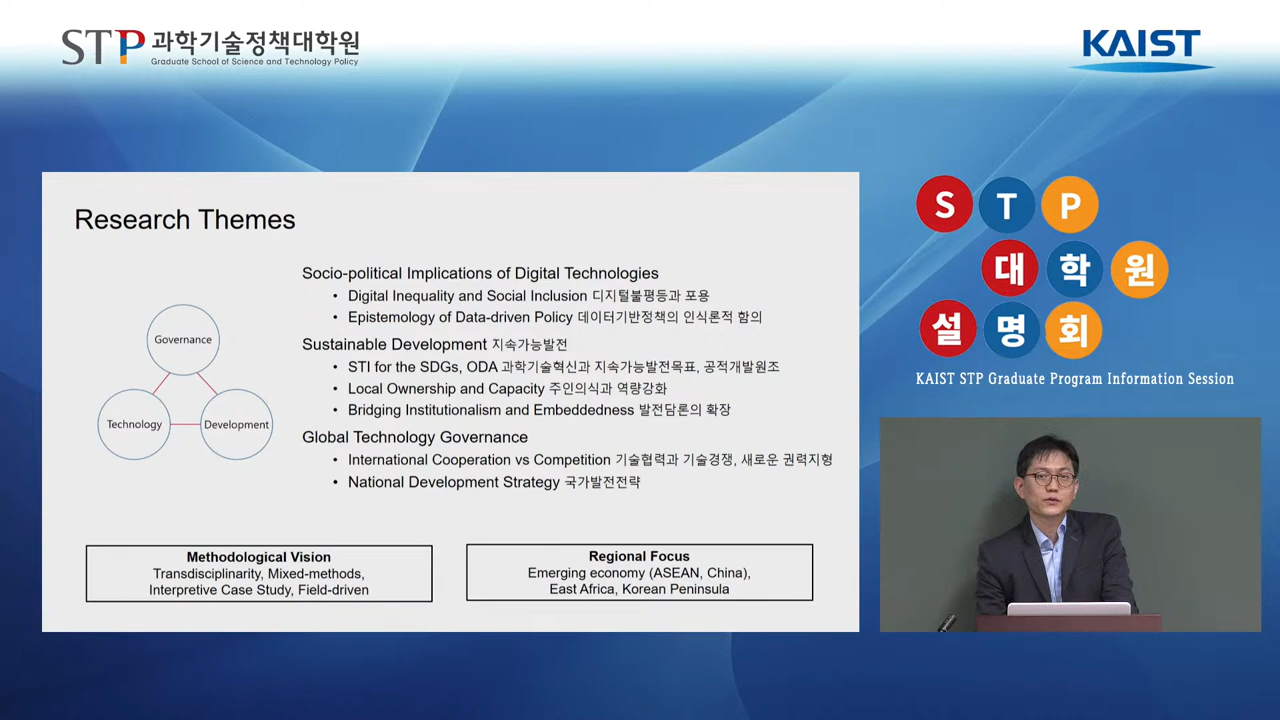 STP 과학기술정책대학원
Graduate School of Science and Technology Policy
KAIST
Research Themes
Governance
Technology
Development
Socio-political Implications of Digital Technologies
• Digital Inequality and Social Inclusion 디지털불평등과 포용
• Epistemology of Data-driven Policy 데이터기반정책의 인식론적 함의
Sustainable Development 지속가능발전
• STI for the SDGs, ODA 과학기술혁신과 지속가능발전목표, 공적개발원조
• Local Ownership and Capacity 주인의식과 역량강화
• Bridging Institutionalism and Embeddedness 발전담론의 확장
Global Technology Governance
• International Cooperation vs Competition 기술협력과 기술경쟁, 새로운 권력지형
• National Development Strategy 국가발전전략
Methodological Vision
Transdisciplinarity, Mixed-methods,
Interpretive Case Study, Field-driven
Regional Focus
Emerging economy (ASEAN, China),
East Africa, Korean Peninsula
STP
대학원
설명회
KAIST STP Graduate Program Information Session